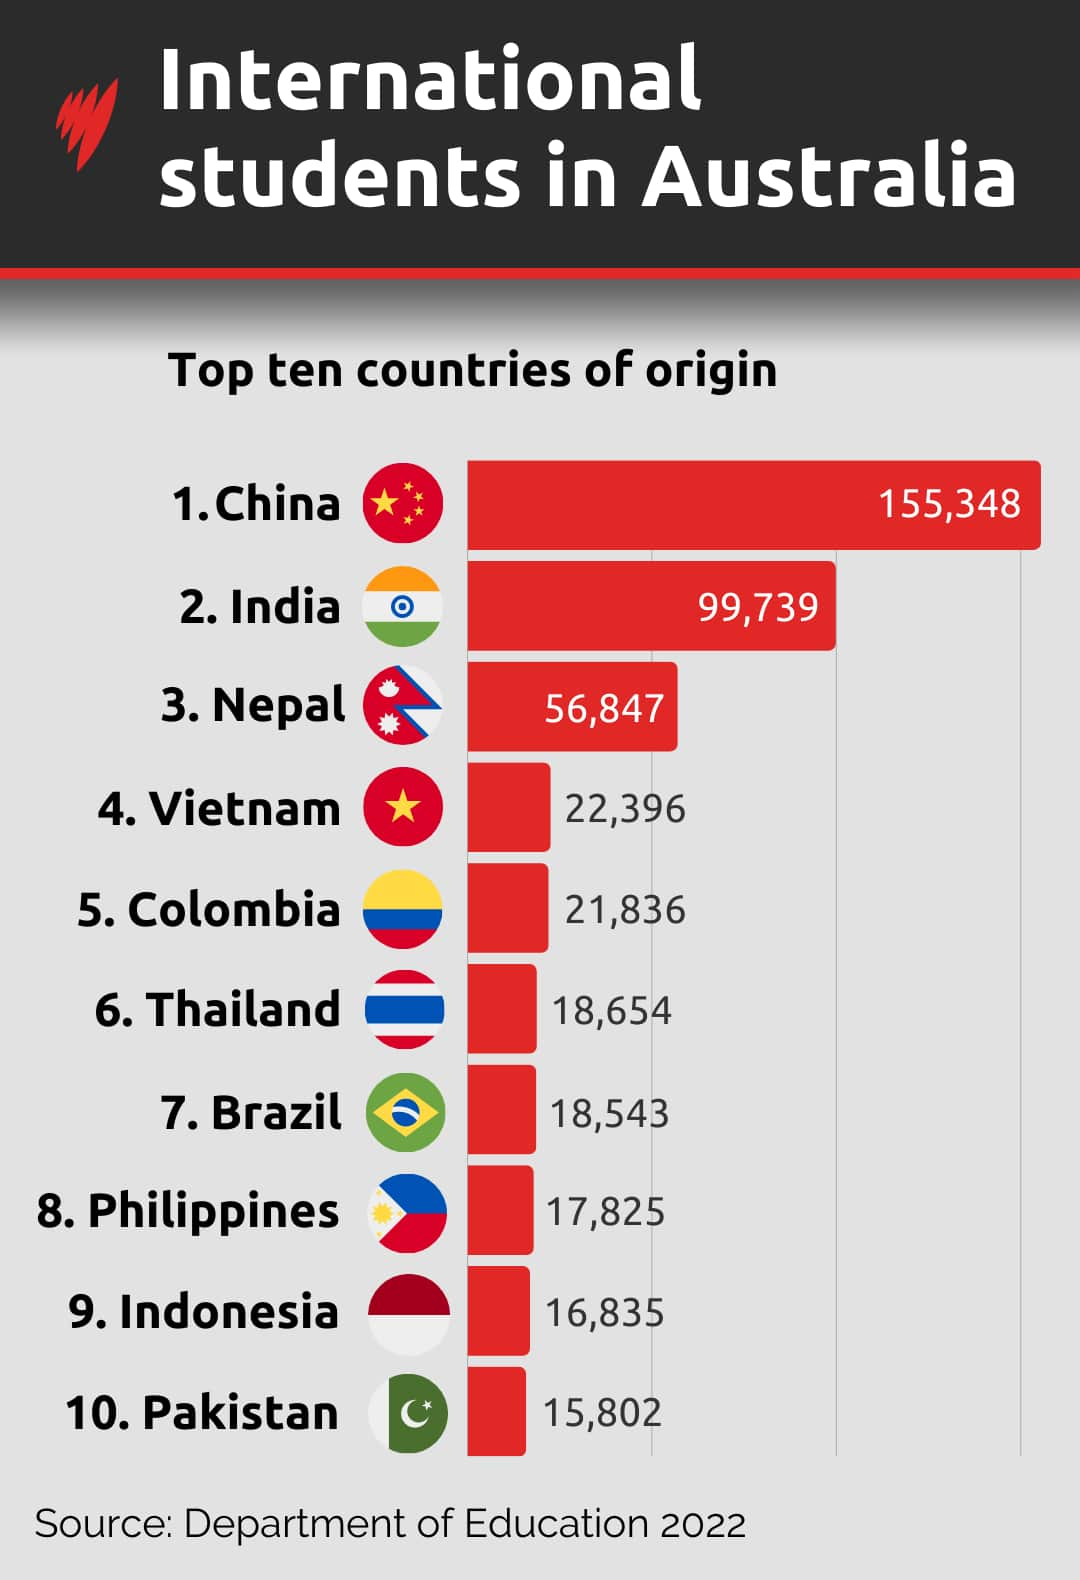 International
students in Australia
Top ten countries of origin
1. China 155,348
2. India 99,739
3. Nepal 56,847
4. Vietnam 22,396
5. Colombia 21,836
6. Thailand 18,654
7. Brazil 18,543
8. Philippines 17,825
9. Indonesia 16,835
10. Pakistan 15,802
Source: Department of Education 2022